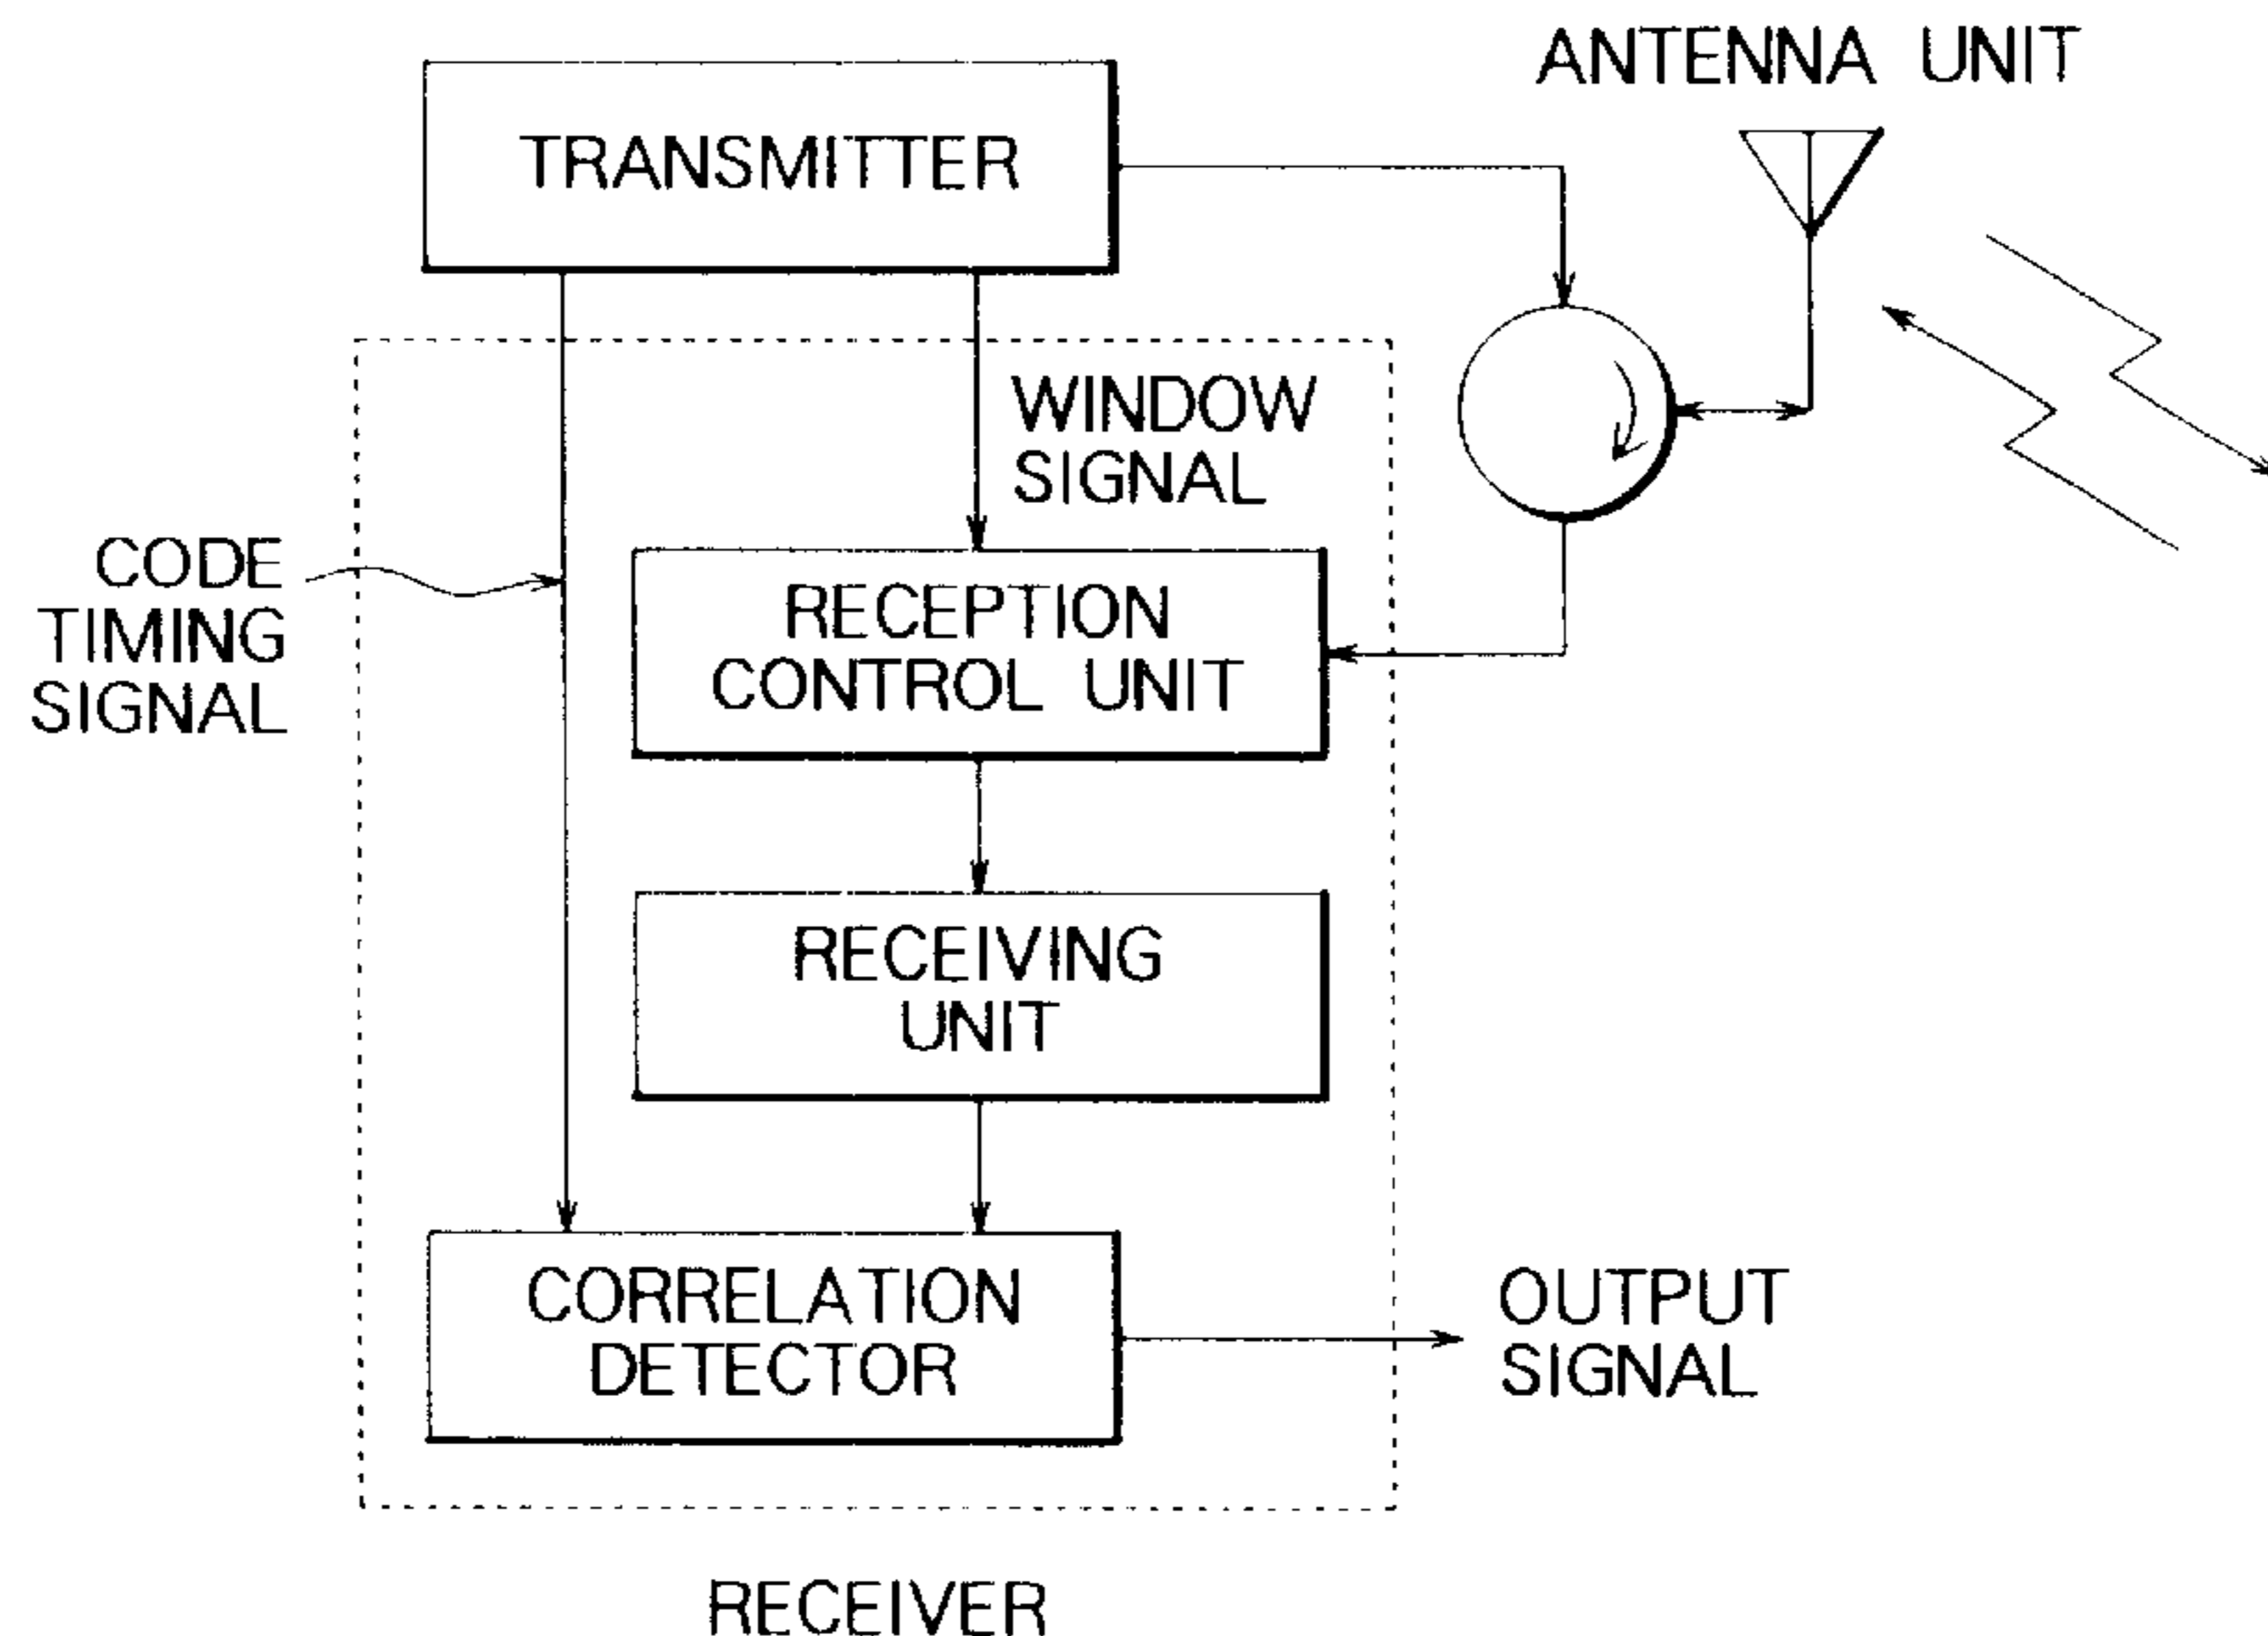 ANTENNA UNIT
TRANSMITTER
WINDOW
SIGNAL
CODE
TIMING
SIGNAL
RECEPTION
CONTROL UNIT
RECEIVING
UNIT
CORRELATION
DETECTOR
OUTPUT
SIGNAL
RECEIVER